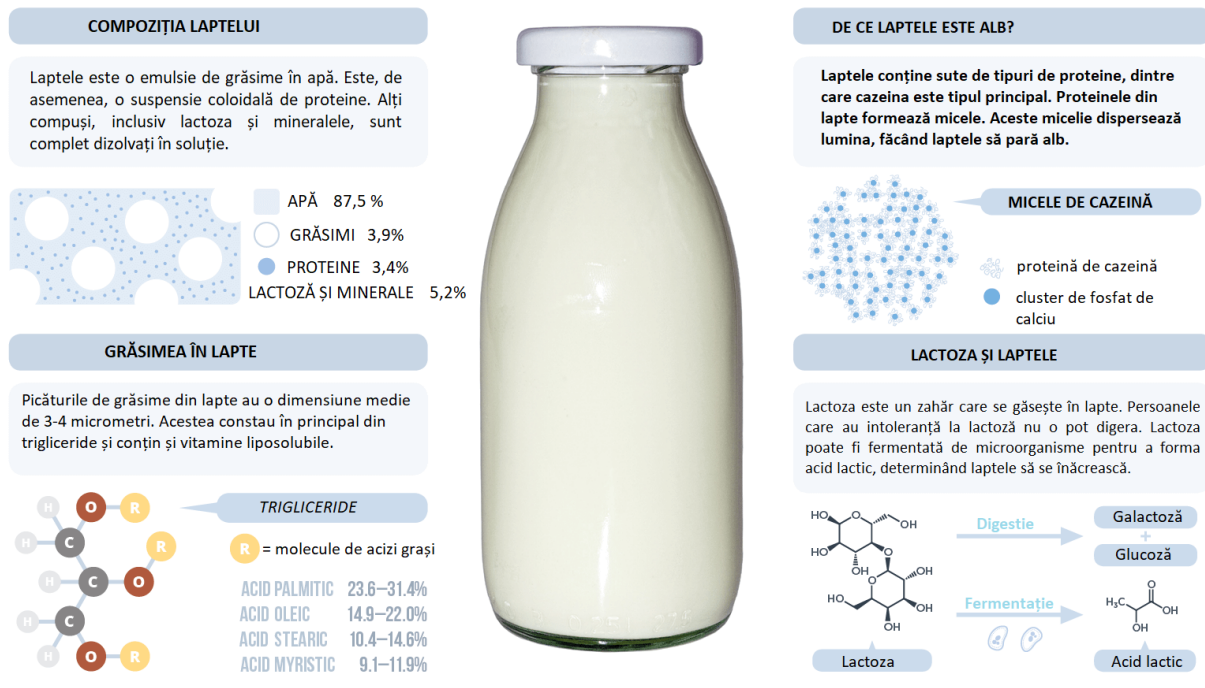 COMPOZIȚIA LAPTELUI
Laptele este o emulsie de grăsime în apă. Este, de
asemenea, o suspensie coloidală de proteine. Alți
compuși, inclusiv lactoza și mineralele, sunt
complet dizolvați în soluție.
APĂ 87,5 %
GRĂSIMI 3,9%
PROTEINE 3,4%
LACTOZĂ ȘI MINERALE 5,2%
GRĂSIMEA ÎN LAPTE
Picăturile de grăsime din lapte au o dimensiune medie
de 3-4 micrometri. Acestea constau în principal din
trigliceride și conțin și vitamine liposolubile.
H O R
H C R
H C O
H C
H O R
TRIGLICERIDE
R = molecule de acizi grași
ACID PALMITIC 23.6–31.4%
ACID OLEIC 14.9–22.0%
ACID STEARIC 10.4–14.6%
ACID MYRISTIC 9.1–11.9%
DE CE LAPTELE ESTE ALB?
Laptele conține sute de tipuri de proteine, dintre
care cazeina este tipul principal. Proteinele din
lapte formează micele. Aceste micelie dispersează
lumina, făcând laptele să pară alb.
MICELE DE CAZEINĂ
proteină de cazeină
cluster de fosfat de
calciu
LACTOZA ȘI LAPTELE
Lactoza este un zahăr care se găsește în lapte. Persoanele
care au intoleranță la lactoză nu o pot digera. Lactoza
poate fi fermentată de microorganisme pentru a forma
acid lactic, determinând laptele să se înăcrească.
HO O OH
HO OH O
O OH
HO OH
OH
Lactoza
Digestie
Galactoză
+
Glucoză
Fermentație
H₃C O
OH
OH
Acid lactic